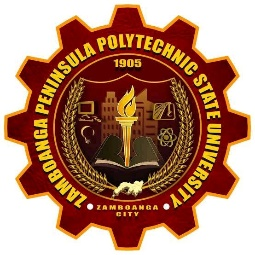 ZAMBOANGA PENINSULA POLYTECHNIC STATE UNIVERSITY
1905
ZAMBOANGA
CITY